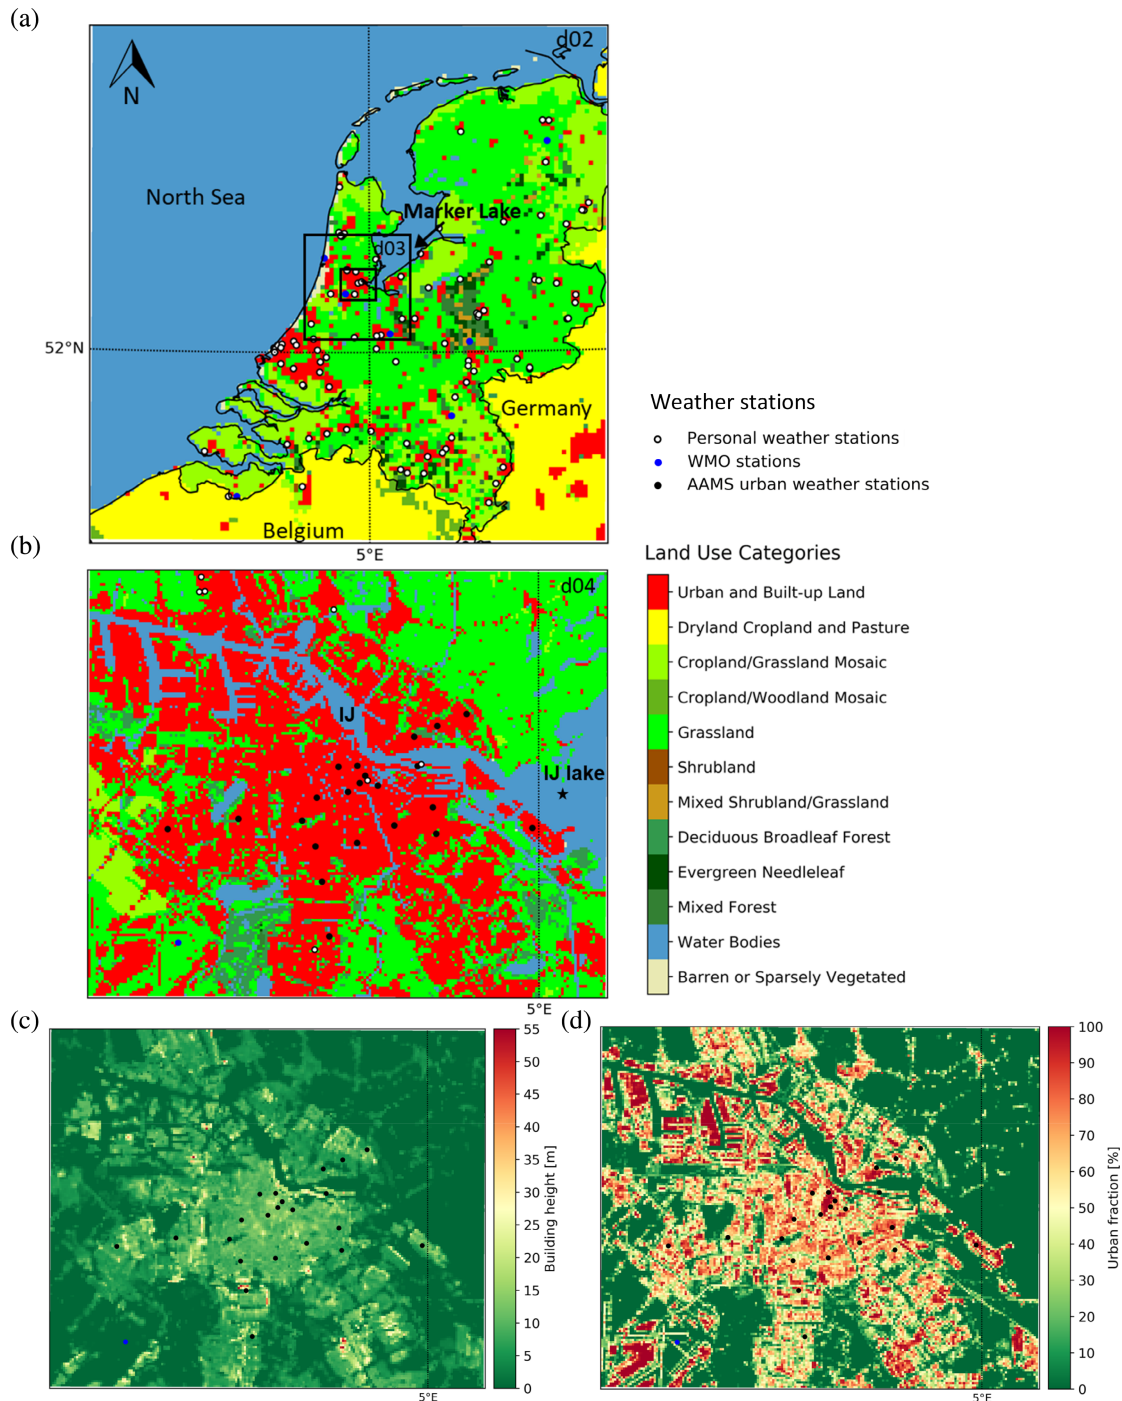 (a)
d02
N
North Sea
Marker Lake
d03
52°N
Germany
Belgium
5°E
Weather stations
Personal weather stations
WMO stations
AAMS urban weather stations
(b)
d04
IJ
IJ lake
5°E
Land Use Categories
Urban and Built-up Land
Dryland Cropland and Pasture
Cropland/Grassland Mosaic
Cropland/Woodland Mosaic
Grassland
Shrubland
Mixed Shrubland/Grassland
Deciduous Broadleaf Forest
Evergreen Needleleaf
Mixed Forest
Water Bodies
Barren or Sparsely Vegetated
(c)
55
50
45
40
35
30
25
20
15
10
5
0
Building height [m]
5°E
(d)
100
90
80
70
60
50
40
30
20
10
0
Urban fraction [%]
5°E